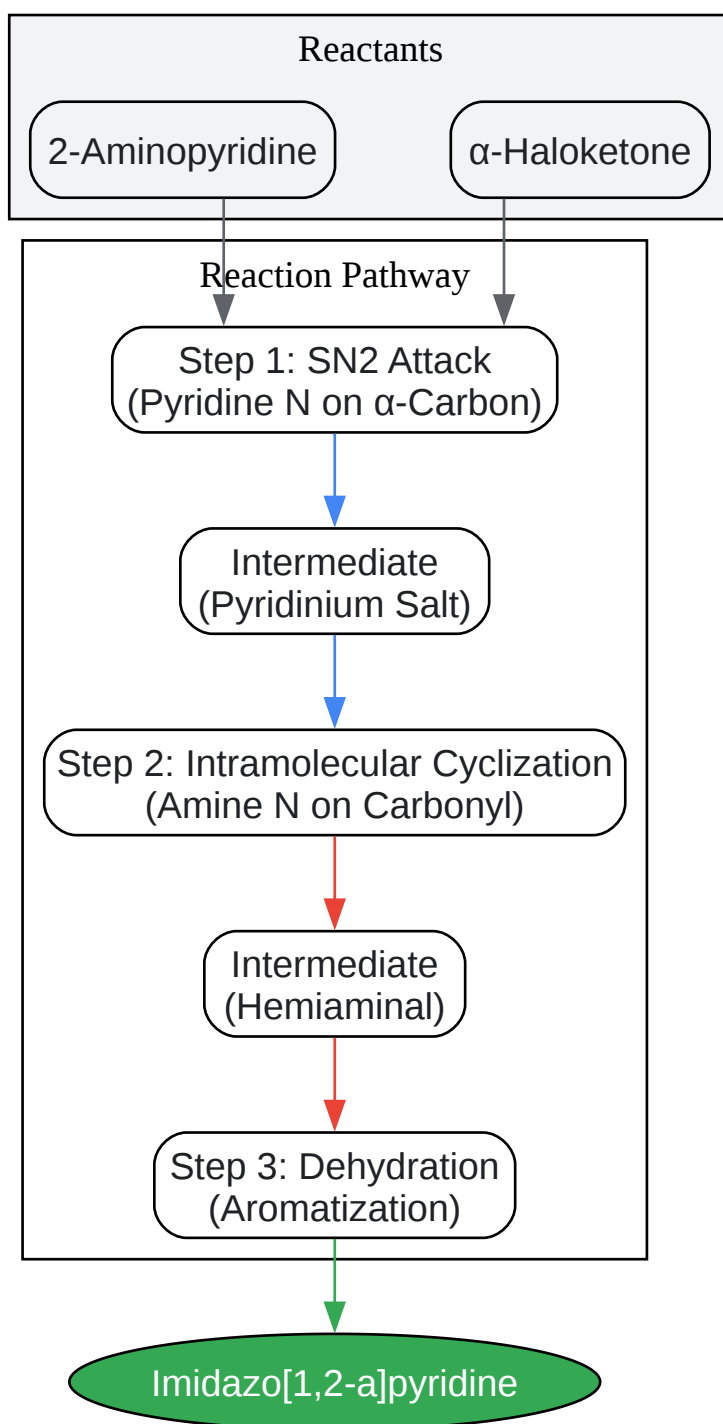 Reactants
2-Aminopyridine
α-Haloketone
Reaction Pathway
Step 1: SN2 Attack
(Pyridine N on α-Carbon)
Intermediate
(Pyridinium Salt)
Step 2: Intramolecular Cyclization
(Amine N on Carbonyl)
Intermediate
(Hemiaminal)
Step 3: Dehydration
(Aromatization)
Imidazo[1,2-a]pyridine